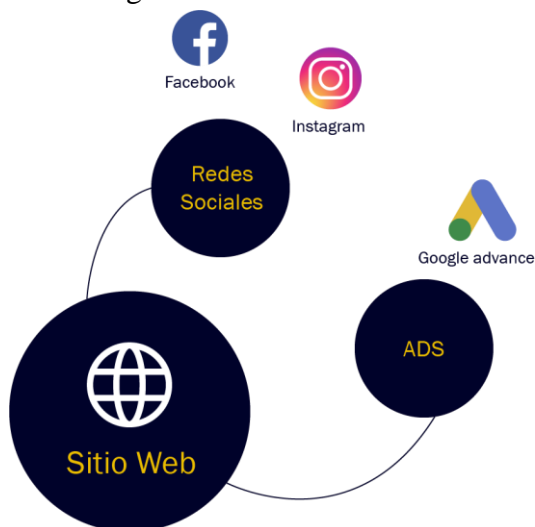 Facebook
Instagram
Redes
Sociales
Google advance
ADS
Sitio Web